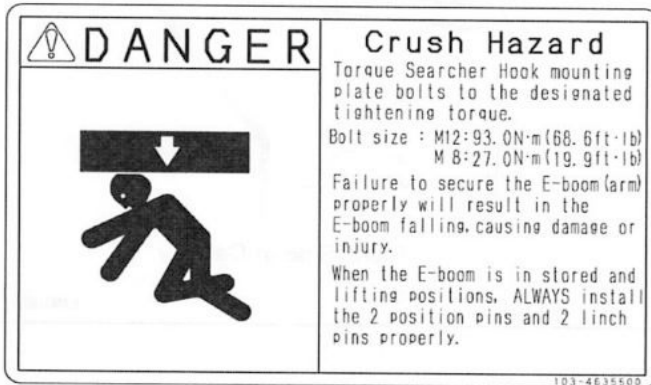 DANGER
Crush Hazard
Torque Searcher Hook mounting
plate bolts to the designated
tightening torque.
Bolt size : M12:93.0N·m(68.6ft·lb)
M 8:27.0N·m(19.9ft·lb)
Failure to secure the E-boom(arm)
properly will result in the
E-boom falling,causing damage or
injury.
When the E-boom is in stored and
lifting positions, ALWAYS install
the 2 position pins and 2 linch
pins properly.
103-4635500